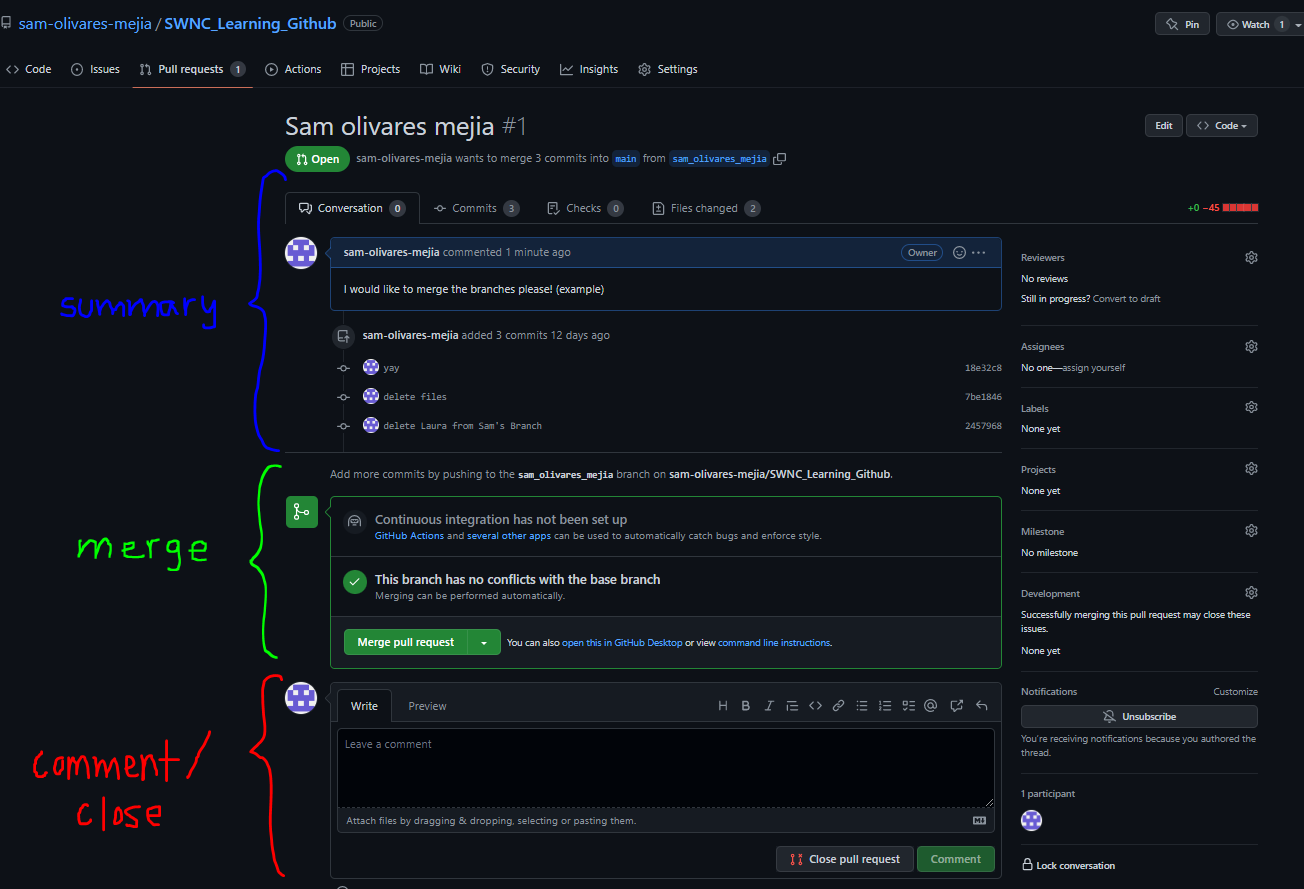 sam-olivares-mejia / SWNC_Learning_Github Public
Pin
Watch 1
Code
Issues
Pull requests 1
Actions
Projects
Wiki
Security
Insights
Settings
Sam olivares mejia #1
Edit
Code
Open
sam-olivares-mejia wants to merge 3 commits into main from sam_olivares_mejia
Conversation 0
Commits 3
Checks 0
Files changed 2
+0 −45
summary
sam-olivares-mejia commented 1 minute ago
Owner
I would like to merge the branches please! (example)
sam-olivares-mejia added 3 commits 12 days ago
yay 18e32c8
delete files 7be1846
delete Laura from Sam's Branch 2457968
merge
Add more commits by pushing to the sam_olivares_mejia branch on sam-olivares-mejia/SWNC_Learning_Github.
Continuous integration has not been set up
GitHub Actions and several other apps can be used to automatically catch bugs and enforce style.
This branch has no conflicts with the base branch
Merging can be performed automatically.
Merge pull request
You can also open this in GitHub Desktop or view command line instructions.
comment/
close
Write
Preview
Leave a comment
Attach files by dragging & dropping, selecting or pasting them.
Close pull request
Comment
Reviewers
No reviews
Still in progress? Convert to draft
Assignees
No one—assign yourself
Labels
None yet
Projects
None yet
Milestone
No milestone
Development
Successfully merging this pull request may close these
issues.
None yet
Notifications
Customize
Unsubscribe
You're receiving notifications because you authored the
thread.
1 participant
Lock conversation